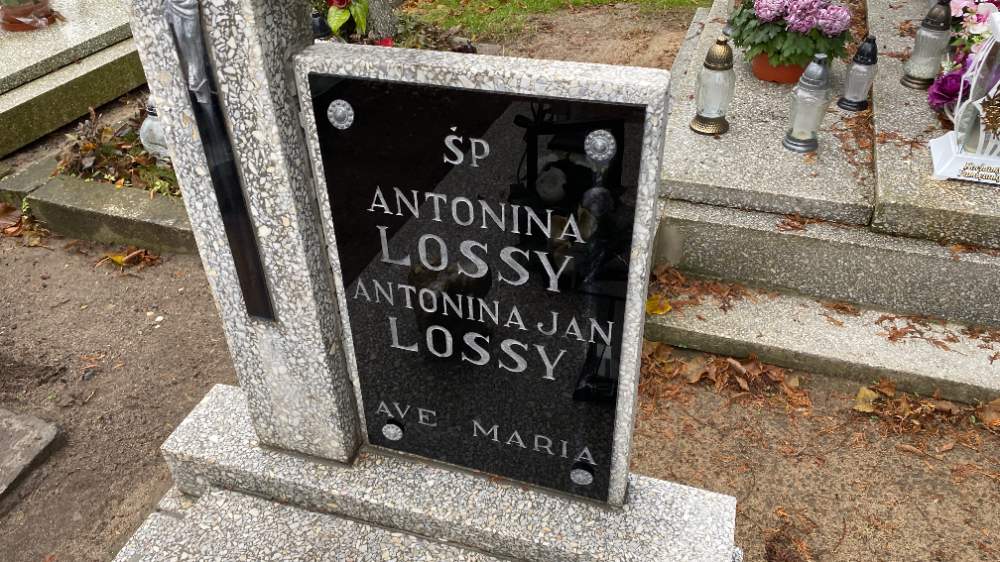 ŚP
ANTONINA
LOSSY
ANTONINA JAN
LOSSY
AVE MARIA